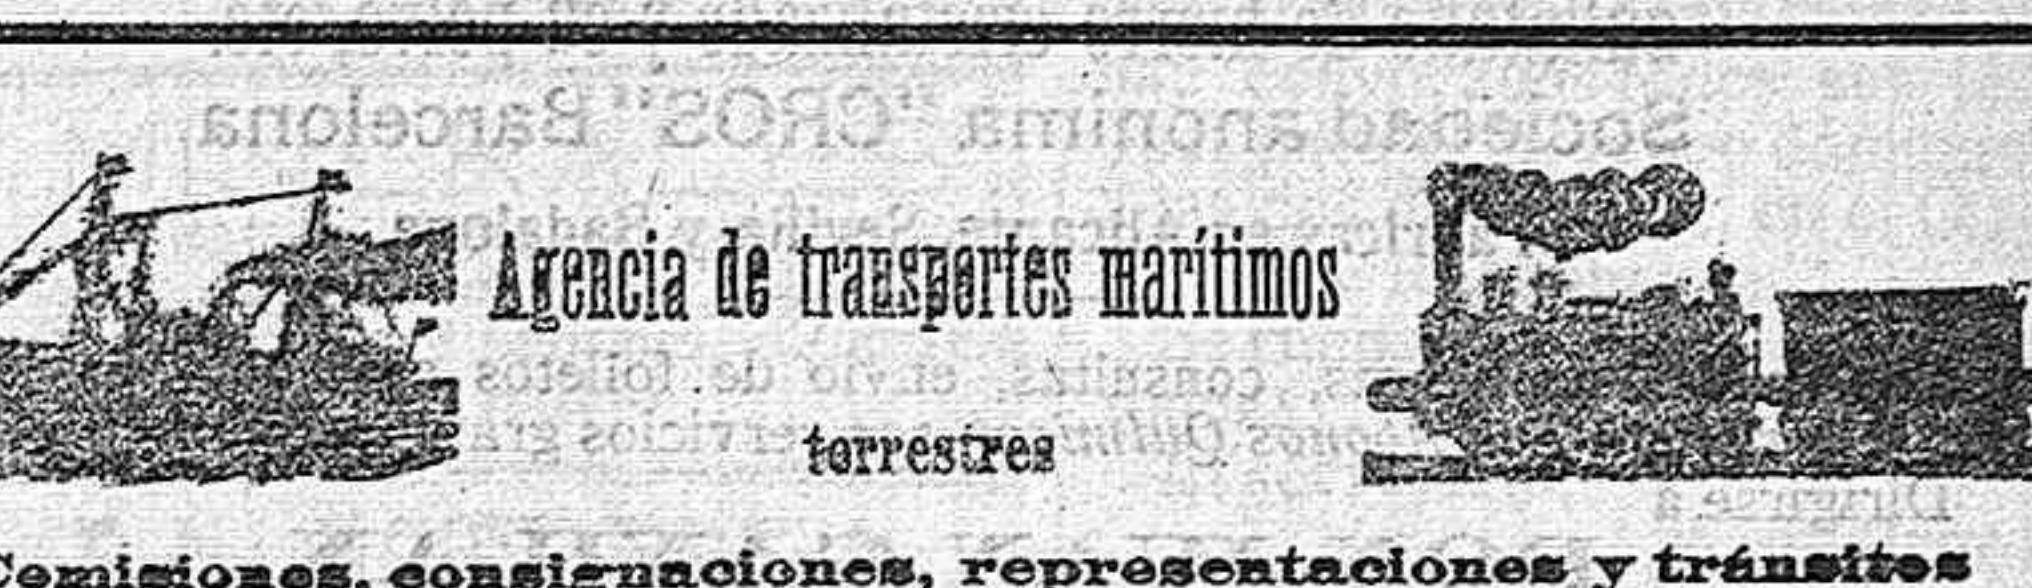 Agencia de transportes marítimos
terrestres
Comisiones, consignaciones, representaciones y tránsitos